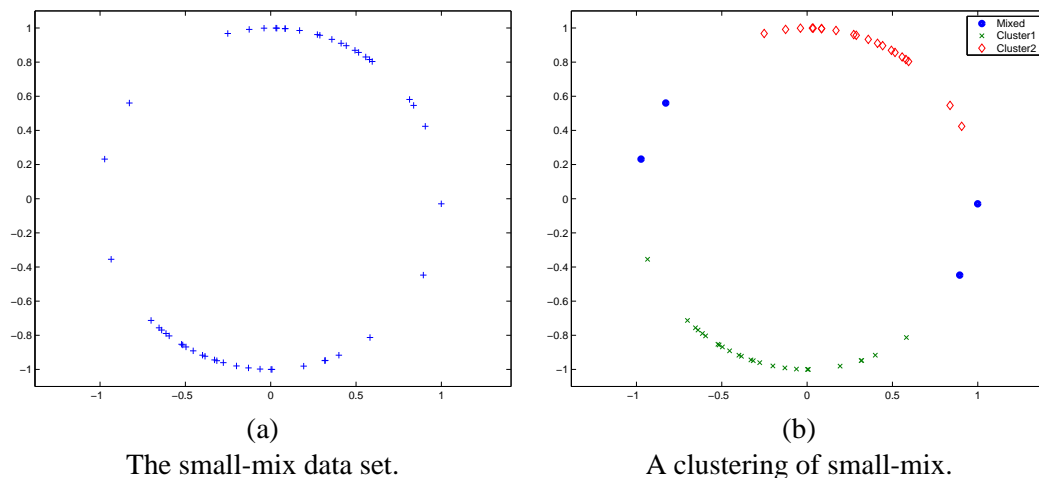 1
0.8
0.6
0.4
0.2
0
−0.2
−0.4
−0.6
−0.8
−1
−1 −0.5 0 0.5 1
(a)
The small-mix data set.
1
0.8
0.6
0.4
0.2
0
−0.2
−0.4
−0.6
−0.8
−1
−1 −0.5 0 0.5 1
Mixed
Cluster1
Cluster2
(b)
A clustering of small-mix.